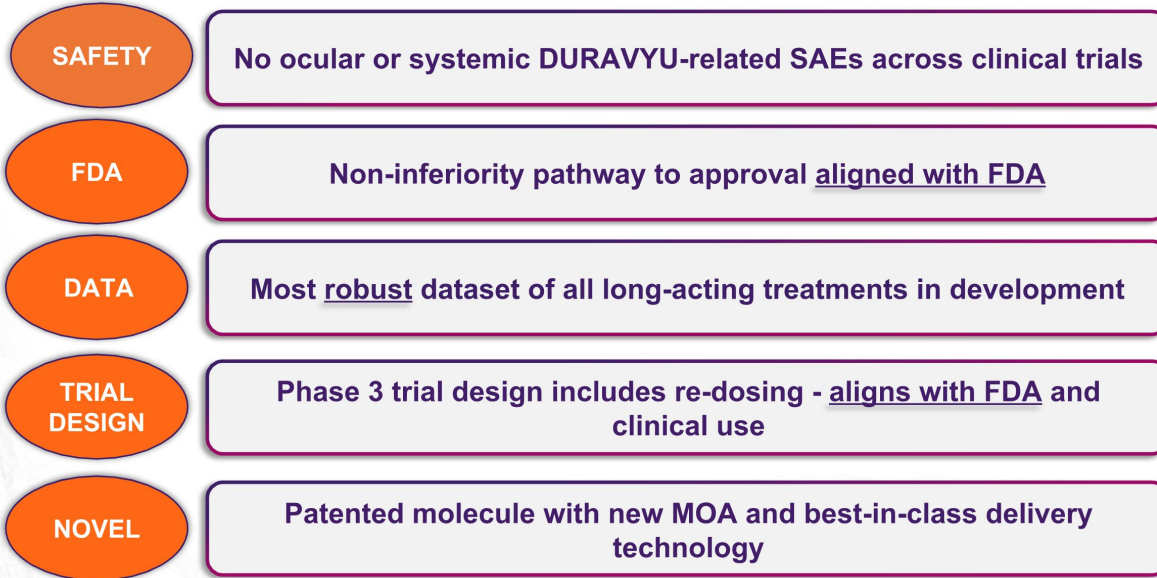 SAFETY
No ocular or systemic DURAVYU-related SAEs across clinical trials
FDA
Non-inferiority pathway to approval aligned with FDA
DATA
Most robust dataset of all long-acting treatments in development
TRIAL
DESIGN
Phase 3 trial design includes re-dosing - aligns with FDA and
clinical use
NOVEL
Patented molecule with new MOA and best-in-class delivery
technology